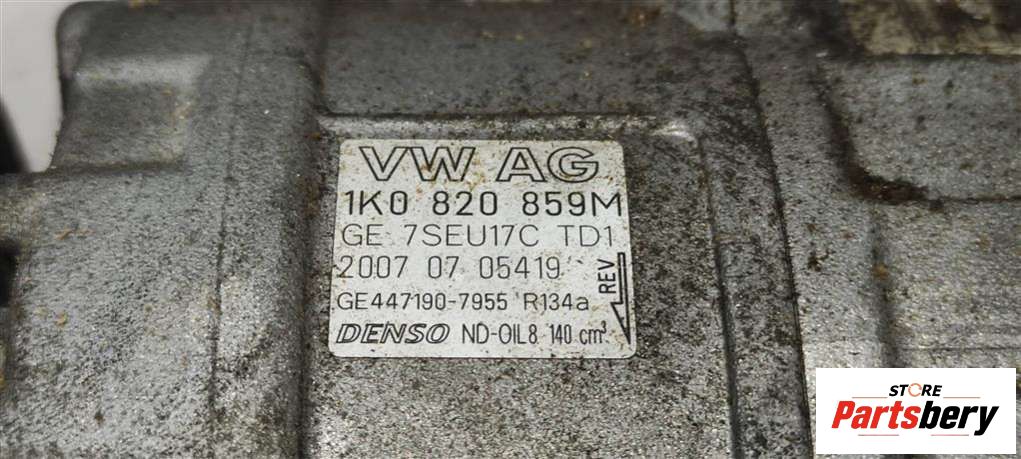 VW AG
1K0 820 859M
GE 7SEU17C TD1
2007 07 05419
REV
GE447190-7955 R134a
DENSO ND-OIL8 140 cm³
STORE
Partsbery